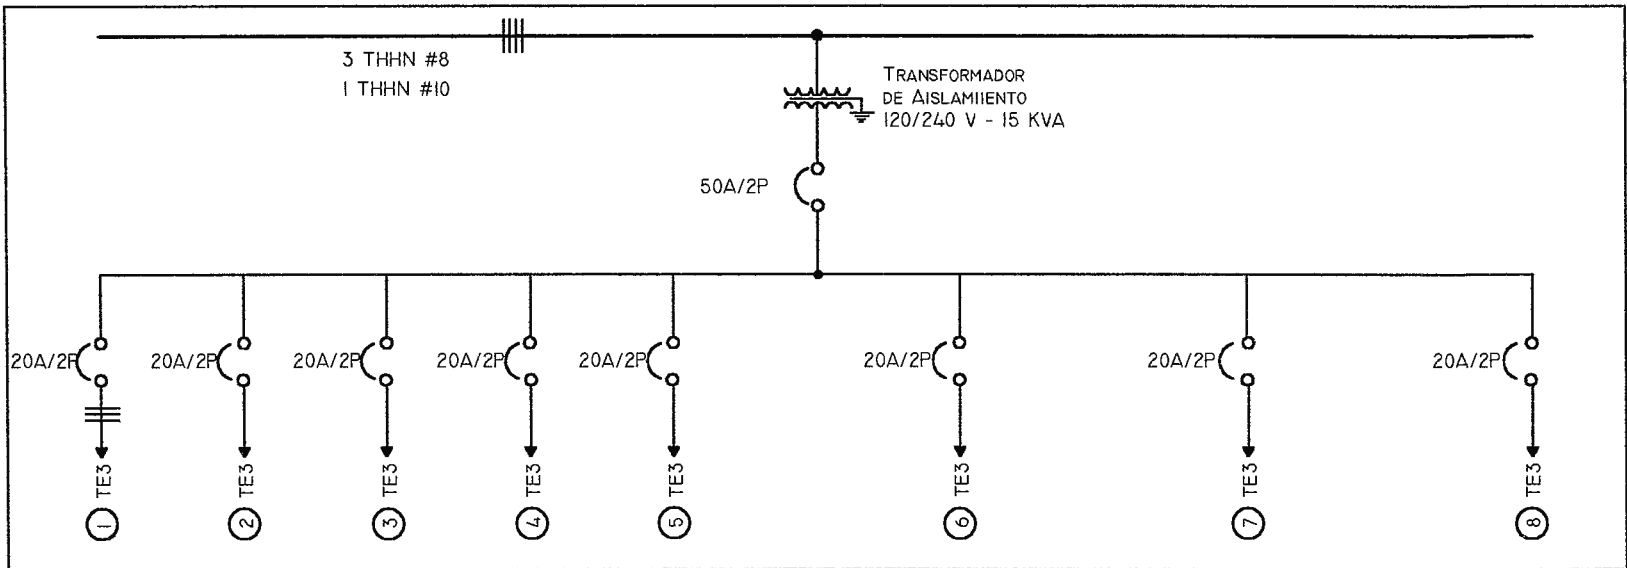 3 THHN #8
1 THHN #10
TRANSFORMADOR
DE AISLAMIIENTO
120/240 V - 15 KVA
50A/2P
20A/2P
20A/2P
20A/2P
20A/2P
20A/2P
20A/2P
20A/2P
20A/2P
TE3
TE3
TE3
TE3
TE3
TE3
TE3
TE3
1
2
3
4
5
6
7
8